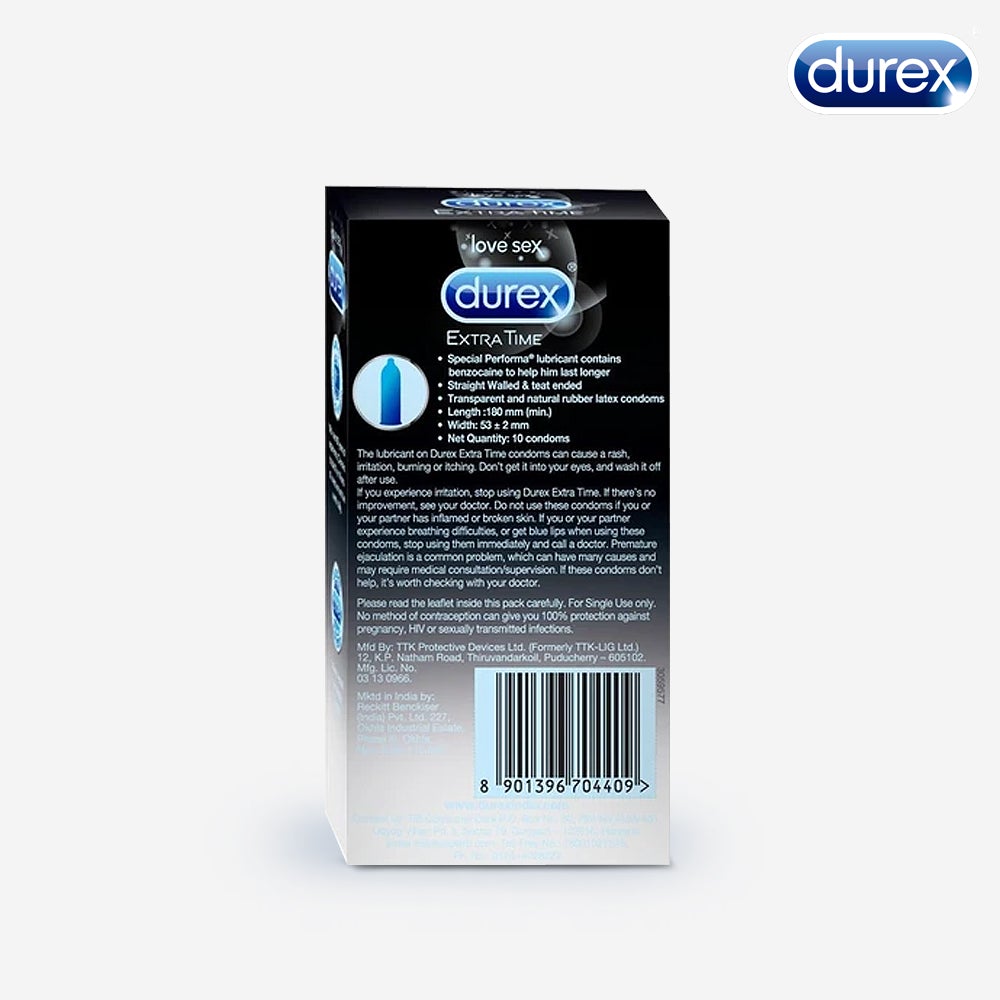 durex
durex
EXTRA TIME
love sex
durex®
EXTRA TIME
• Special Performa® lubricant contains
benzocaine to help him last longer
• Straight Walled & teat ended
• Transparent and natural rubber latex condoms
• Length :180 mm (min.)
• Width: 53 ± 2 mm
• Net Quantity: 10 condoms
The lubricant on Durex Extra Time condoms can cause a rash,
irritation, burning or itching. Don't get it into your eyes, and wash it off
after use.
If you experience irritation, stop using Durex Extra Time. If there's no
improvement, see your doctor. Do not use these condoms if you or
your partner has inflamed or broken skin. If you or your partner
experience breathing difficulties, or get blue lips when using these
condoms, stop using them immediately and call a doctor. Premature
ejaculation is a common problem, which can have many causes and
may require medical consultation/supervision. If these condoms don't
help, it's worth checking with your doctor.
Please read the leaflet inside this pack carefully. For Single Use only.
No method of contraception can give you 100% protection against
pregnancy, HIV or sexually transmitted infections.
Mfd By: TTK Protective Devices Ltd. (Formerly TTK-LIG Ltd.)
12, K.P. Natham Road, Thiruvandarkoil, Puducherry – 605102.
Mfg. Lic. No.
03 13 0966.
Mktd in India by:
Reckitt Benckiser
(India) Pvt. Ltd. 227,
Okhla Industrial Estate,
3059577
8 901396 704409 >
www.durexindia.com